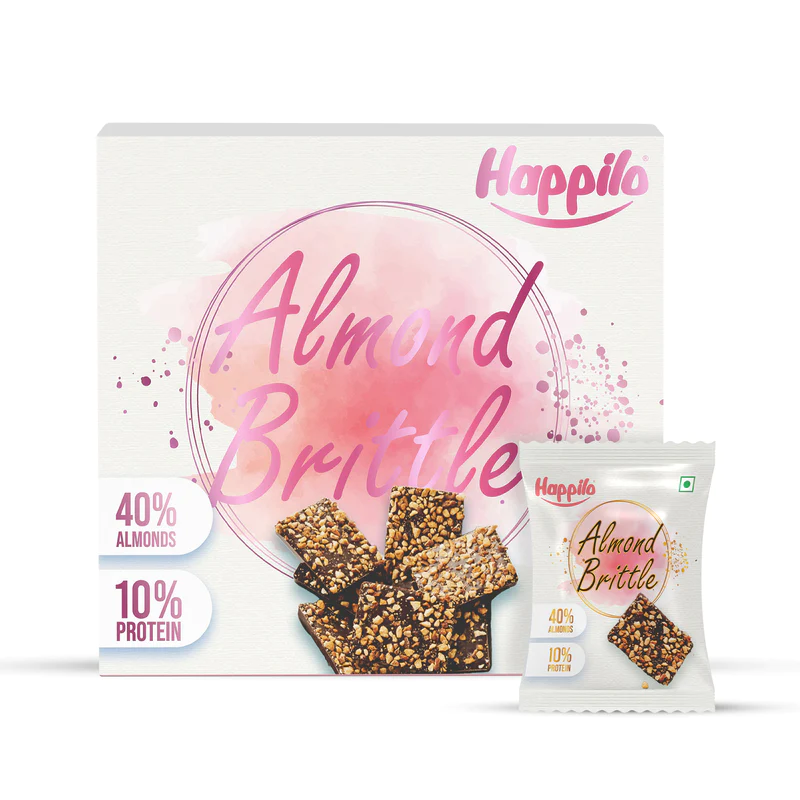 Happilo®
Almond
Brittle
40%
ALMONDS
10%
PROTEIN
Happilo®
Almond
Brittle
40%
ALMONDS
10%
PROTEIN